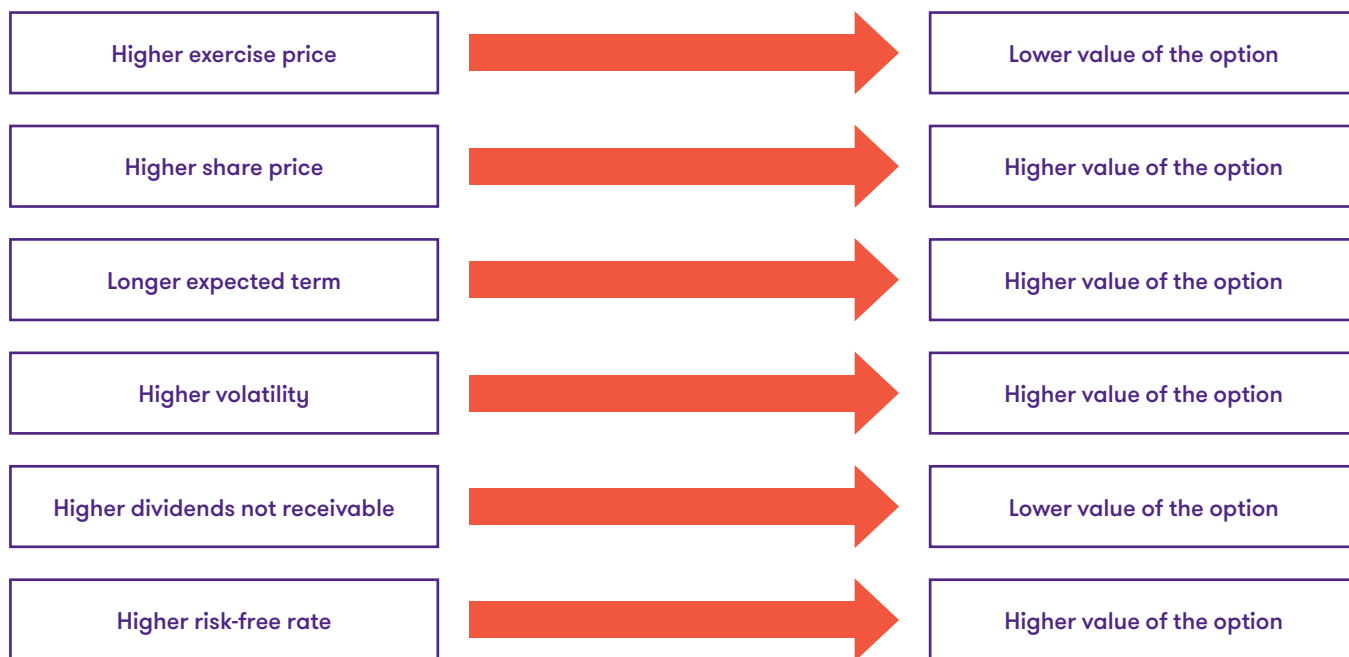 Higher exercise price
Lower value of the option
Higher share price
Higher value of the option
Longer expected term
Higher value of the option
Higher volatility
Higher value of the option
Higher dividends not receivable
Lower value of the option
Higher risk-free rate
Higher value of the option